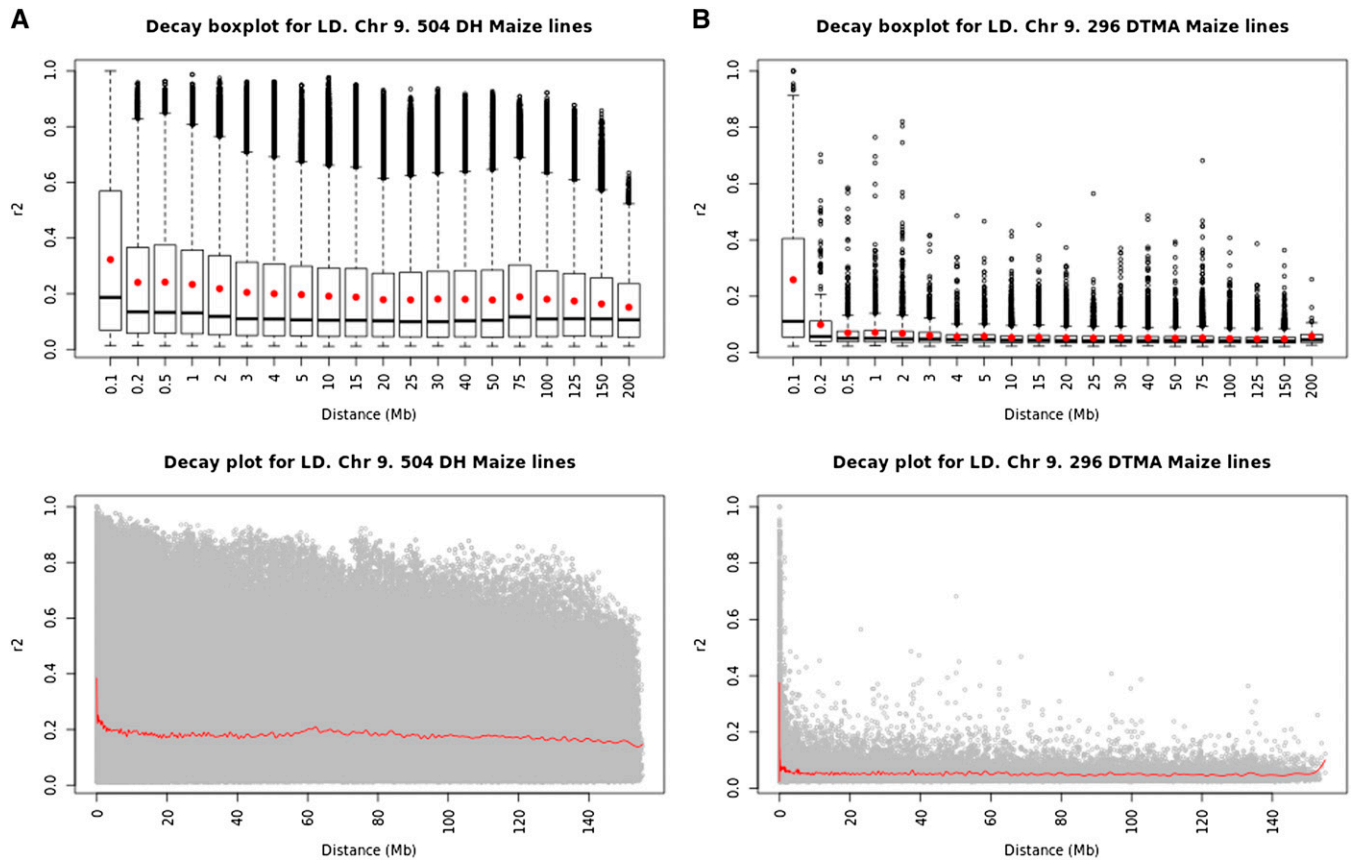 A
Decay boxplot for LD. Chr 9. 504 DH Maize lines
r2
0.0 0.2 0.4 0.6 0.8 1.0
0.1 0.2 0.5 1 2 3 4 5 10 15 20 25 30 40 50 75 100 125 150 200
Distance (Mb)
B
Decay boxplot for LD. Chr 9. 296 DTMA Maize lines
r2
0.0 0.2 0.4 0.6 0.8 1.0
0.1 0.2 0.5 1 2 3 4 5 10 15 20 25 30 40 50 75 100 125 150 200
Distance (Mb)
Decay plot for LD. Chr 9. 504 DH Maize lines
r2
0.0 0.2 0.4 0.6 0.8 1.0
0 20 40 60 80 100 120 140
Distance (Mb)
Decay plot for LD. Chr 9. 296 DTMA Maize lines
r2
0.0 0.2 0.4 0.6 0.8 1.0
0 20 40 60 80 100 120 140
Distance (Mb)